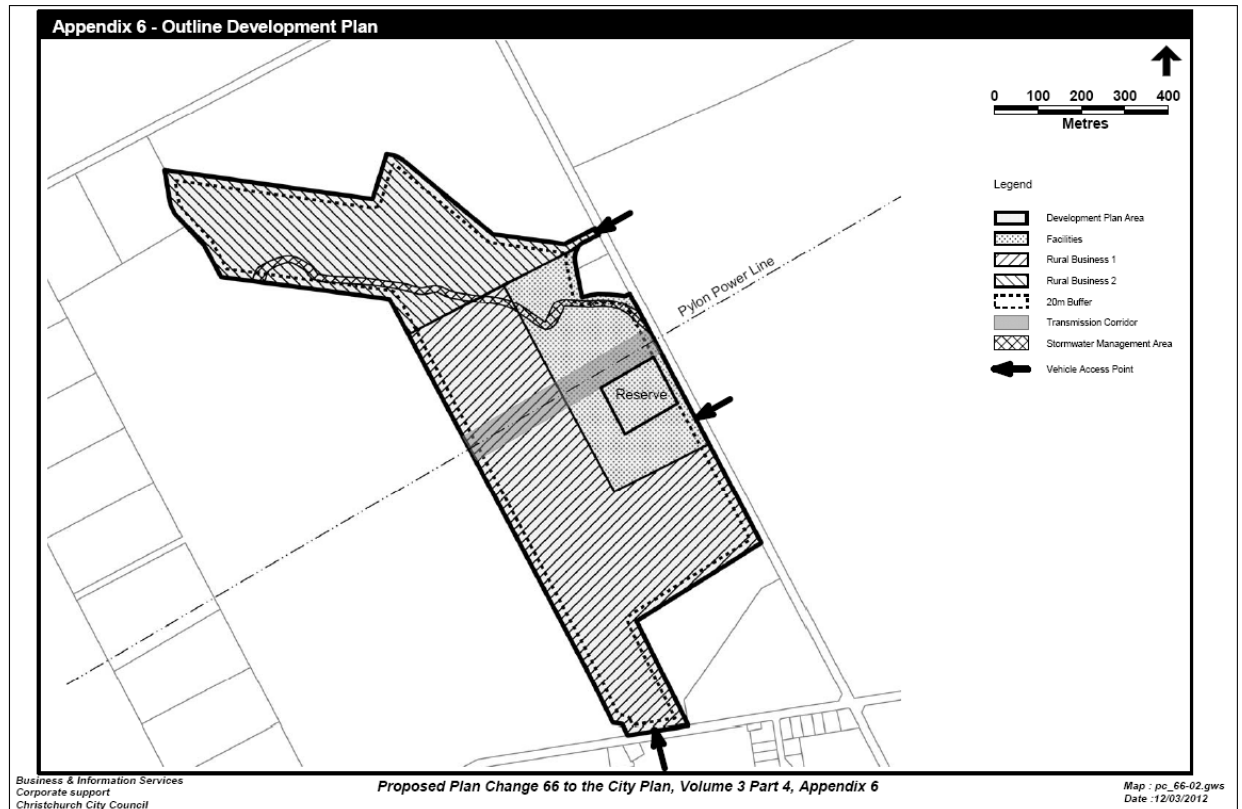 Appendix 6 - Outline Development Plan
0 100 200 300 400
Metres
Legend
Development Plan Area
Facilities
Rural Business 1
Rural Business 2
20m Buffer
Transmission Corridor
Stormwater Management Area
Vehicle Access Point
Pylon Power Line
Reserve
Business & Information Services
Corporate support
Christchurch City Council
Proposed Plan Change 66 to the City Plan, Volume 3 Part 4, Appendix 6
Map : pc_66-02.gws
Date :12/03/2012